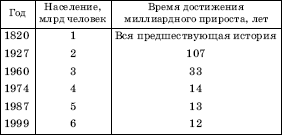 Год Население, млрд человек Время достижения миллиардного прироста, лет
1820 1 Вся предшествующая история
1927 2 107
1960 3 33
1974 4 14
1987 5 13
1999 6 12